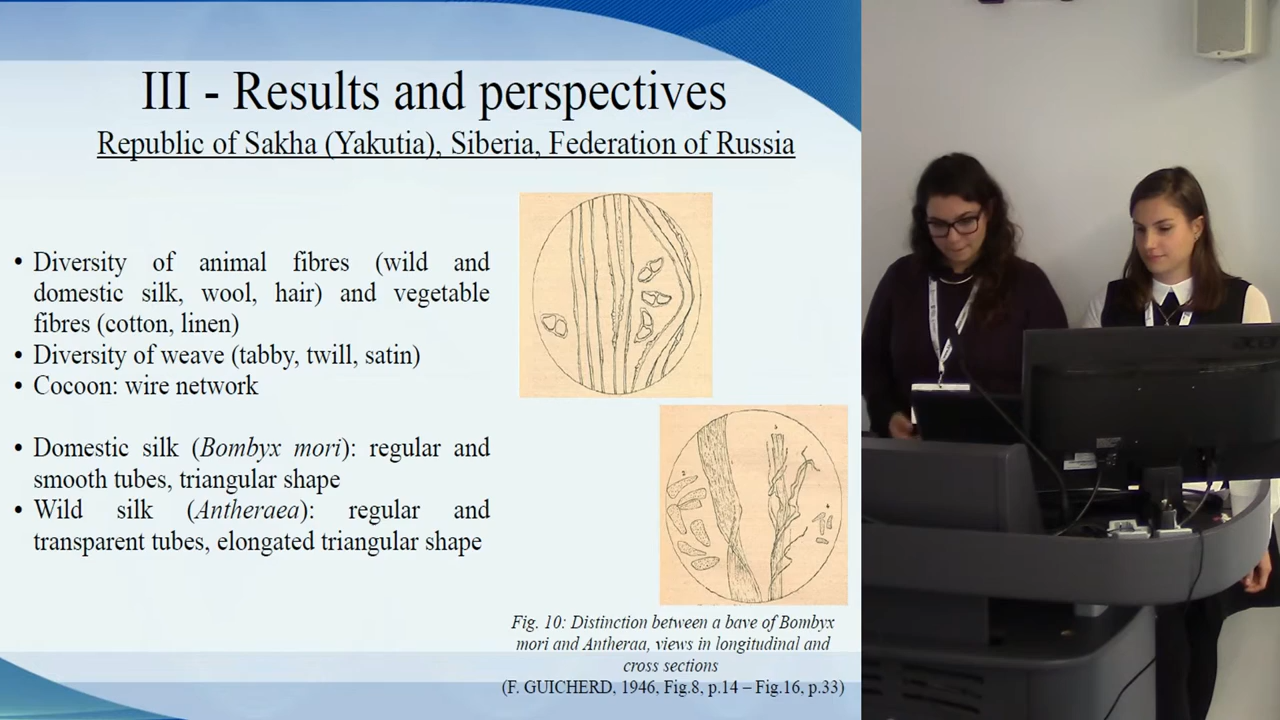 III - Results and perspectives
Republic of Sakha (Yakutia), Siberia, Federation of Russia
• Diversity of animal fibres (wild and
domestic silk, wool, hair) and vegetable
fibres (cotton, linen)
• Diversity of weave (tabby, twill, satin)
• Cocoon: wire network
• Domestic silk (Bombyx mori): regular and
smooth tubes, triangular shape
• Wild silk (Antheraea): regular and
transparent tubes, elongated triangular shape
Fig. 10: Distinction between a bave of Bombyx
mori and Antheraa, views in longitudinal and
cross sections
(F. GUICHERD, 1946, Fig.8, p.14 – Fig.16, p.33)